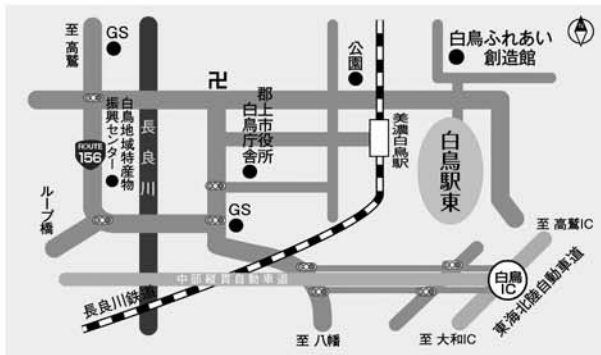 至 高鷲
GS
卍
公園
白鳥ふれあい
創造館
ROUTE
156
白鳥地域特産物
振興センター
長良川
郡上市役所
白鳥庁舎
美濃白鳥駅
白鳥駅東
ループ橋
GS
至 高鷲IC
中部縦貫自動車道
白鳥
IC
東海北陸自動車道
長良川鉄道
至 八幡
至 大和IC